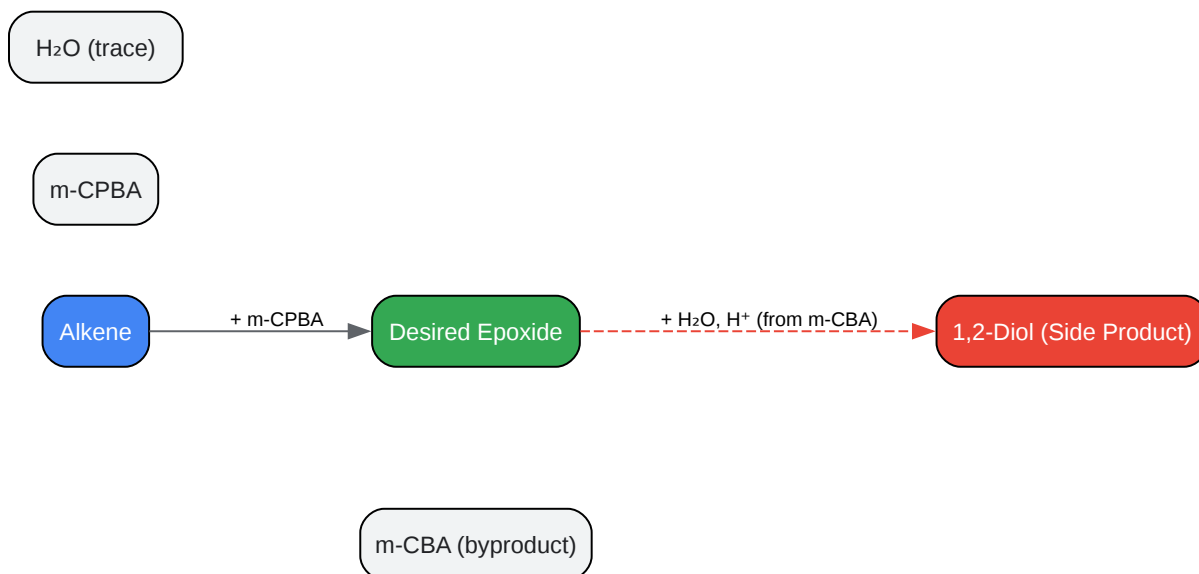 H₂O (trace)
m-CPBA
Alkene
+ m-CPBA
Desired Epoxide
+ H₂O, H⁺ (from m-CBA)
1,2-Diol (Side Product)
m-CBA (byproduct)